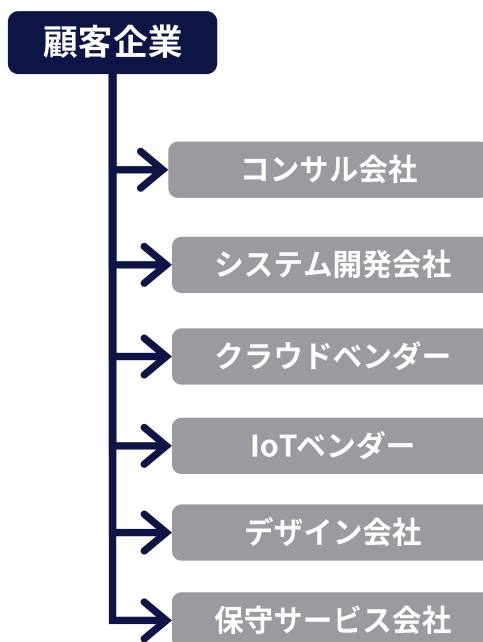 顧客企業
コンサル会社
システム開発会社
クラウドベンダー
IoTベンダー
デザイン会社
保守サービス会社